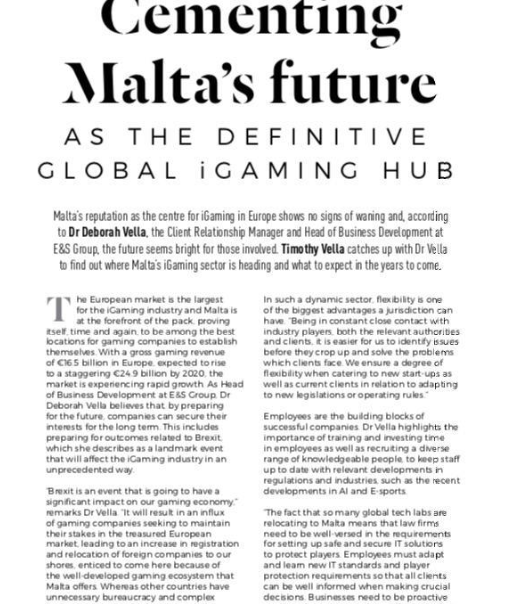 Cementing
Malta's future
AS THE DEFINITIVE
GLOBAL iGAMING HUB
Malta's reputation as the centre for iGaming in Europe shows no signs of waning and, according
to Dr Deborah Vella, the Client Relationship Manager and Head of Business Development at
E&S Group, the future seems bright for those involved. Timothy Vella catches up with Dr Vella
to find out where Malta's iGaming sector is heading and what to expect in the years to come.
The European market is the largest
for the iGaming industry and Malta is
at the forefront of the pack, proving
itself, time and again, to be among the best
locations for gaming companies to establish
themselves. With a gross gaming revenue
of €16.5 billion in Europe, expected to rise
to a staggering €24.9 billion by 2020, the
market is experiencing rapid growth. As Head
of Business Development at E&S Group, Dr
Deborah Vella believes that, by preparing
for the future, companies can secure their
interests for the long term. This includes
preparing for outcomes related to Brexit,
which she describes as a landmark event
that will affect the iGaming industry in an
unprecedented way.
"Brexit is an event that is going to have a
significant impact on our gaming economy,"
remarks Dr Vella. "It will result in an influx
of gaming companies seeking to maintain
their stakes in the treasured European
market, leading to an increase in registration
and relocation of foreign companies to our
shores, enticed to come here because of
the well-developed gaming ecosystem that
Malta offers. Whereas other countries have
unnecessary bureaucracy and complex
In such a dynamic sector, flexibility is one
of the biggest advantages a jurisdiction can
have. "Being in constant close contact with
industry players, both the relevant authorities
and clients, it is easier for us to identify issues
before they crop up and solve the problems
which clients face. We ensure a degree of
flexibility when catering to new start-ups as
well as current clients in relation to adapting
to new legislations or operating rules."
Employees are the building blocks of
successful companies. Dr Vella highlights the
importance of training and investing time
in employees as well as recruiting a diverse
range of knowledgeable people, to keep staff
up to date with relevant developments in
regulations and industries, such as the recent
developments in AI and E-sports.
"The fact that so many global tech labs are
relocating to Malta means that law firms
need to be well-versed in the requirements
for setting up safe and secure IT solutions
to protect players. Employees must adapt
and learn new IT standards and player
protection requirements so that all clients
can be well informed when making crucial
decisions. Businesses need to be proactive